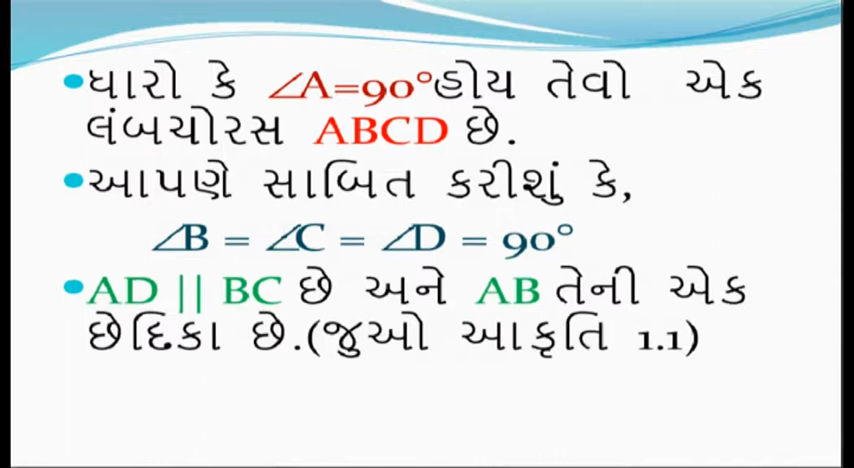 •ધારો કે ∠A=90°હોય તેવો એક
લંબચોરસ ABCD છે.
•આપણે સાબિત કરીશું કે,
∠B = ∠C = ∠D = 90°
•AD || BC છે અને AB તેની એક
છેદિકા છે.(જુઓ આકૃતિ 1.1)